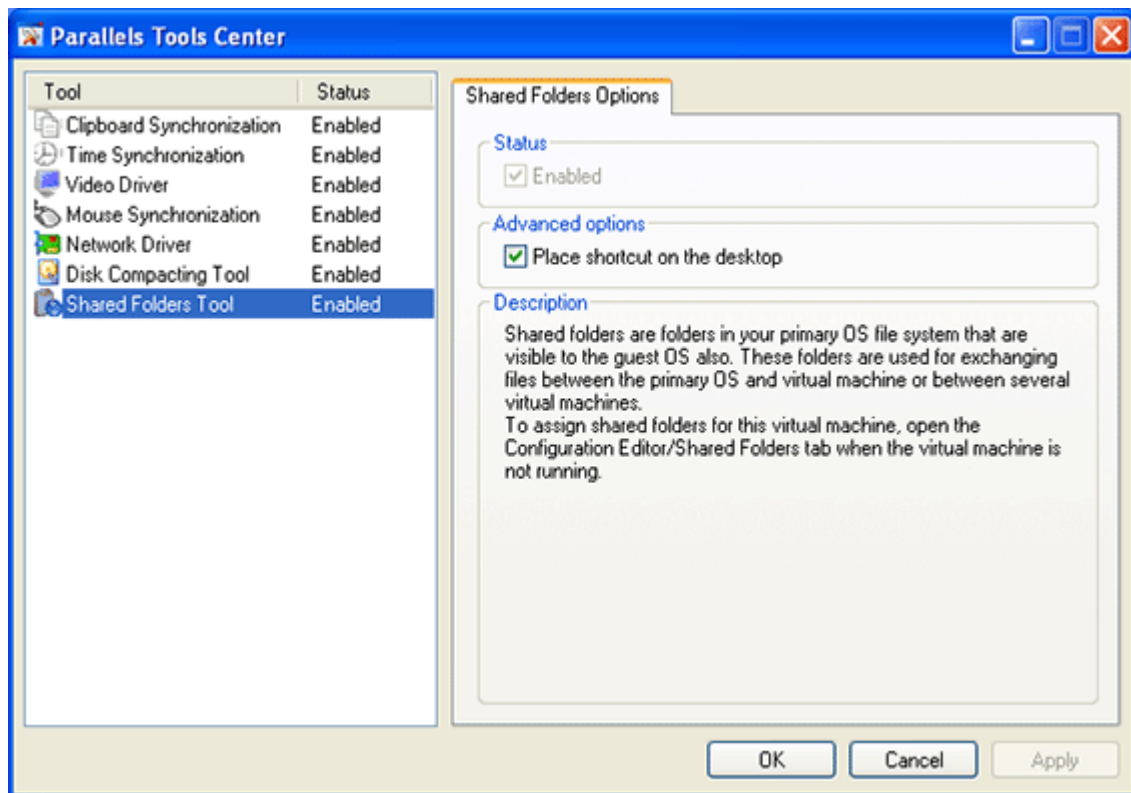 Parallels Tools Center
Tool Status
Clipboard Synchronization Enabled
Time Synchronization Enabled
Video Driver Enabled
Mouse Synchronization Enabled
Network Driver Enabled
Disk Compacting Tool Enabled
Shared Folders Tool Enabled
Shared Folders Options
Status
Enabled
Advanced options
Place shortcut on the desktop
Description
Shared folders are folders in your primary OS file system that are
visible to the guest OS also. These folders are used for exchanging
files between the primary OS and virtual machine or between several
virtual machines.
To assign shared folders for this virtual machine, open the
Configuration Editor/Shared Folders tab when the virtual machine is
not running.
OK Cancel Apply